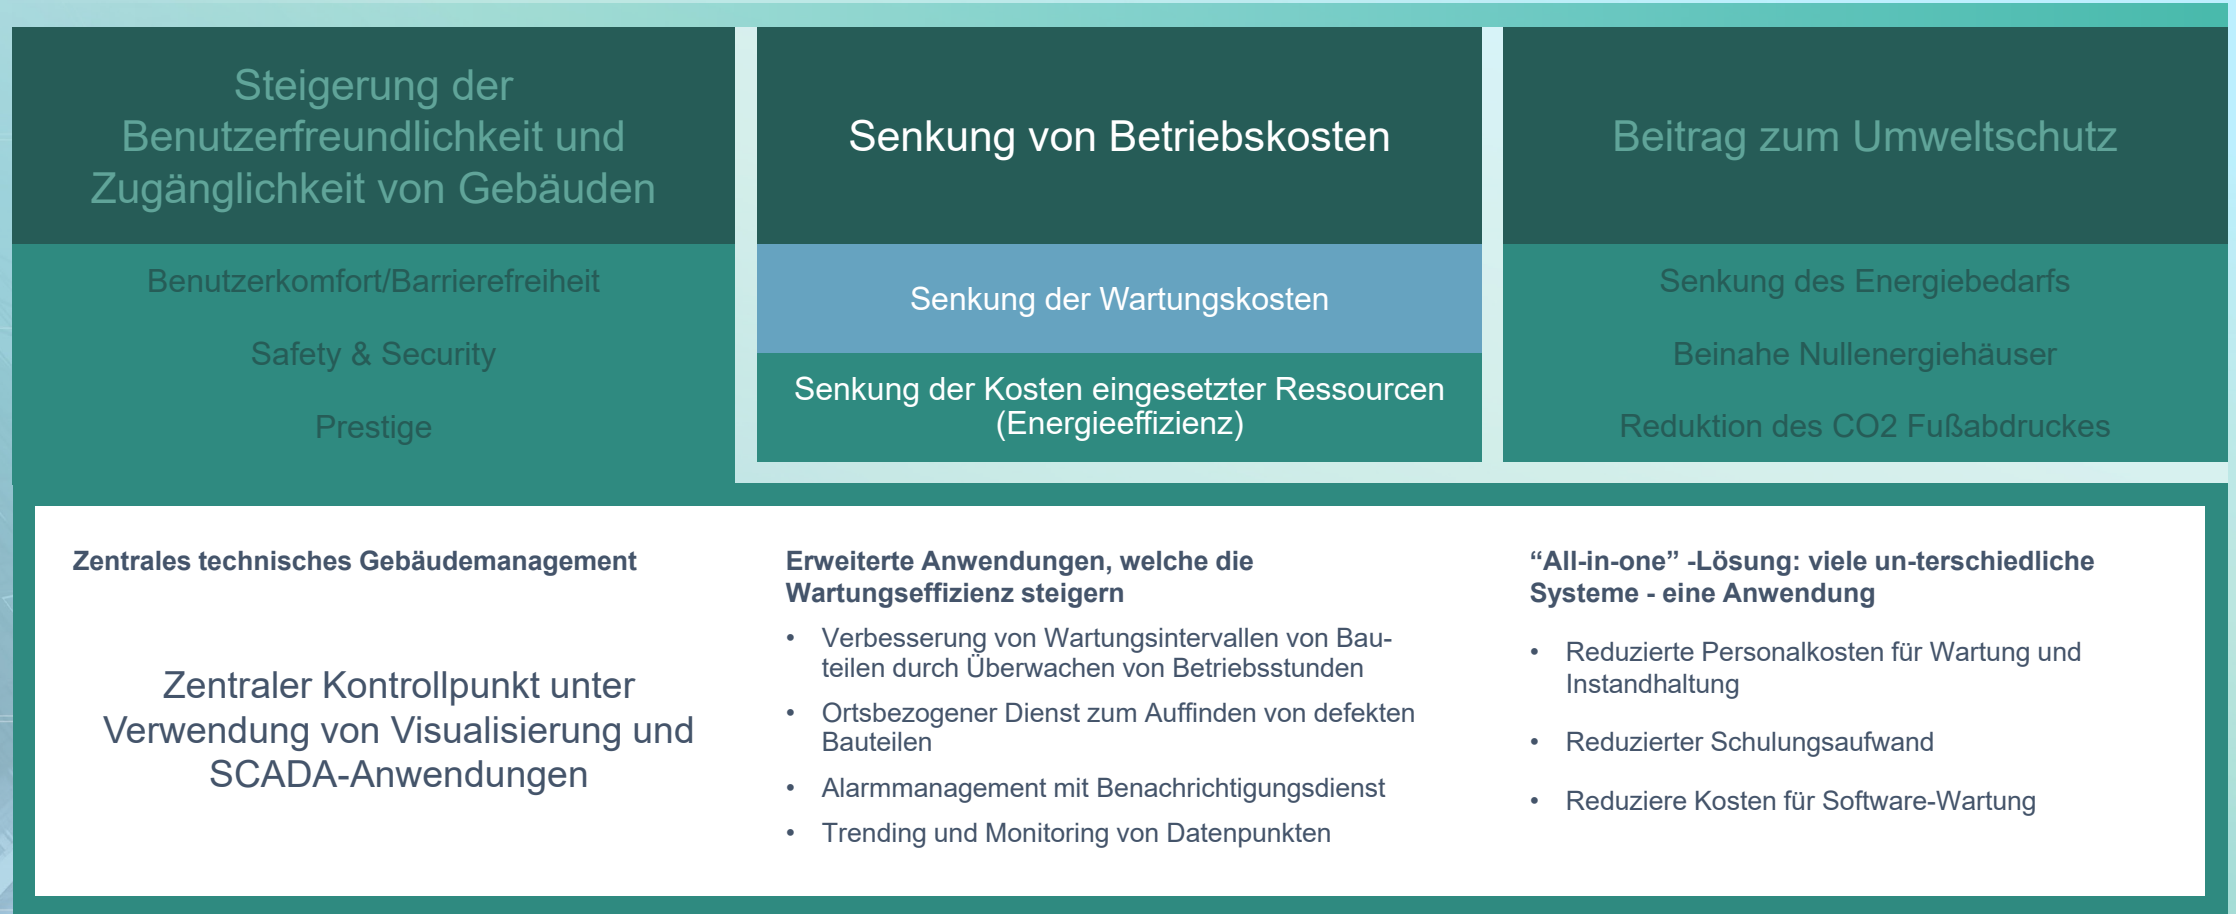 Steigerung der
Benutzerfreundlichkeit und
Zugänglichkeit von Gebäuden
Benutzerkomfort/Barrierefreiheit
Safety & Security
Prestige
Senkung von Betriebskosten
Senkung der Wartungskosten
Senkung der Kosten eingesetzter Ressourcen
(Energieeffizienz)
Beitrag zum Umweltschutz
Senkung des Energiebedarfs
Beinahe Nullenergiehäuser
Reduktion des CO2 Fußabdruckes
Zentrales technisches Gebäudemanagement
Zentraler Kontrollpunkt unter
Verwendung von Visualisierung und
SCADA-Anwendungen
Erweiterte Anwendungen, welche die
Wartungseffizienz steigern
• Verbesserung von Wartungsintervallen von Bau-
teilen durch Überwachen von Betriebsstunden
• Ortsbezogener Dienst zum Auffinden von defekten
Bauteilen
• Alarmmanagement mit Benachrichtigungsdienst
• Trending und Monitoring von Datenpunkten
“All-in-one” -Lösung: viele un-terschiedliche
Systeme - eine Anwendung
• Reduzierte Personalkosten für Wartung und
Instandhaltung
• Reduzierter Schulungsaufwand
• Reduziere Kosten für Software-Wartung